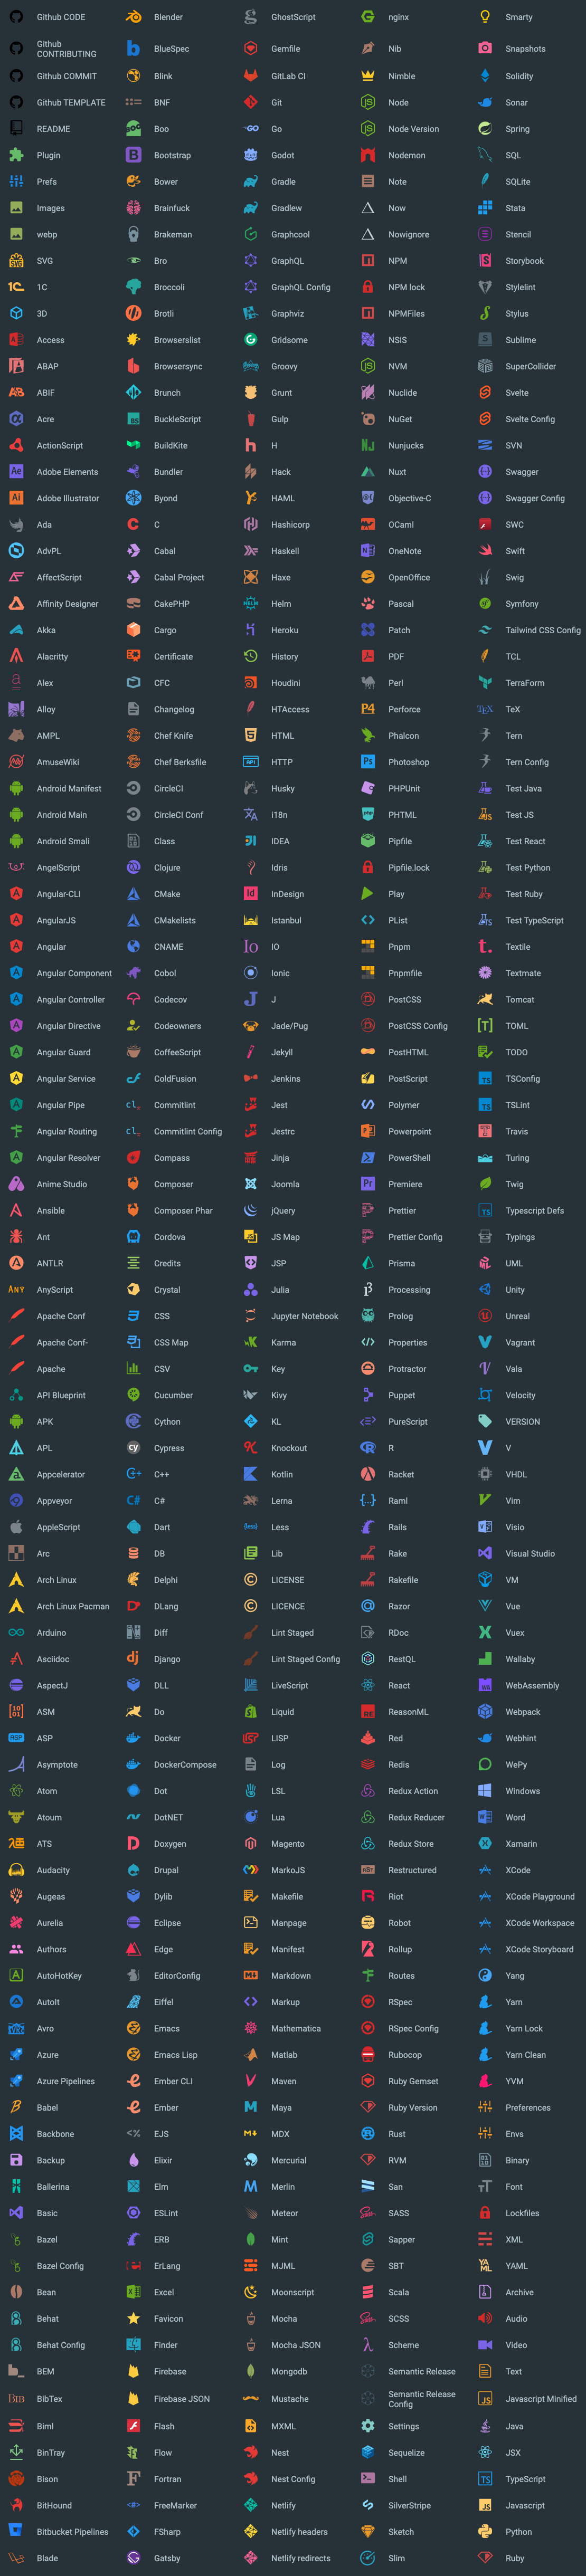 Github CODE
Github
CONTRIBUTING
Github COMMIT
Github TEMPLATE
README
Plugin
Prefs
Images
webp
SVG
1C
3D
Access
ABAP
ABIF
Acre
ActionScript
Adobe Elements
Adobe Illustrator
Ada
AdvPL
AffectScript
Affinity Designer
Akka
Alacritty
Alex
Alloy
AMPL
AmuseWiki
Android Manifest
Android Main
Android Smali
AngelScript
Angular-CLI
AngularJS
Angular
Angular Component
Angular Controller
Angular Directive
Angular Guard
Angular Service
Angular Pipe
Angular Routing
Angular Resolver
Anime Studio
Ansible
Ant
ANTLR
AnyScript
Apache Conf
Apache Conf-
Apache
API Blueprint
APK
APL
Appcelerator
Appveyor
AppleScript
Arc
Arch Linux
Arch Linux Pacman
Arduino
Asciidoc
AspectJ
ASM
ASP
Asymptote
Atom
Atoum
ATS
Audacity
Augeas
Aurelia
Authors
AutoHotKey
AutoIt
Avro
Azure
Azure Pipelines
Babel
Backbone
Backup
Ballerina
Basic
Bazel
Bazel Config
Bean
Behat
Behat Config
BEM
BibTex
Biml
BinTray
Bison
BitHound
Bitbucket Pipelines
Blade
Blender
BlueSpec
Blink
BNF
Boo
Bootstrap
Bower
Brainfuck
Brakeman
Bro
Broccoli
Brotli
Browserslist
Browsersync
Brunch
BuckleScript
BuildKite
Bundler
Byond
C
Cabal
Cabal Project
CakePHP
Cargo
Certificate
CFC
Changelog
Chef Knife
Chef Berksfile
CircleCI
CircleCI Conf
Class
Clojure
CMake
CMakelists
CNAME
Cobol
Codecov
Codeowners
CoffeeScript
ColdFusion
Commitlint
Commitlint Config
Compass
Composer
Composer Phar
Cordova
Credits
Crystal
CSS
CSS Map
CSV
Cucumber
Cython
Cypress
C++
C#
Dart
DB
Delphi
DLang
Diff
Django
DLL
Do
Docker
DockerCompose
Dot
DotNET
Doxygen
Drupal
Dylib
Eclipse
Edge
EditorConfig
Eiffel
Emacs
Emacs Lisp
Ember CLI
Ember
EJS
Elixir
Elm
ESLint
ERB
ErLang
Excel
Favicon
Finder
Firebase
Firebase JSON
Flash
Flow
Fortran
FreeMarker
FSharp
Gatsby
GhostScript
Gemfile
GitLab CI
Git
Go
Godot
Gradle
Gradlew
Graphcool
GraphQL
GraphQL Config
Graphviz
Gridsome
Groovy
Grunt
Gulp
H
Hack
HAML
Hashicorp
Haskell
Haxe
Helm
Heroku
History
Houdini
HTAccess
HTML
HTTP
Husky
i18n
IDEA
Idris
InDesign
Istanbul
IO
Ionic
J
Jade/Pug
Jekyll
Jenkins
Jest
Jestrc
Jinja
Joomla
jQuery
JS Map
JSP
Julia
Jupyter Notebook
Karma
Key
Kivy
KL
Knockout
Kotlin
Lerna
Less
Lib
LICENSE
LICENCE
Lint Staged
Lint Staged Config
LiveScript
Liquid
LISP
Log
LSL
Lua
Magento
MarkoJS
Makefile
Manpage
Manifest
Markdown
Markup
Mathematica
Matlab
Maven
Maya
MDX
Mercurial
Merlin
Meteor
Mint
MJML
Moonscript
Mocha
Mocha JSON
Mongodb
Mustache
MXML
Nest
Nest Config
Netlify
Netlify headers
Netlify redirects
nginx
Nib
Nimble
Node
Node Version
Nodemon
Note
Now
Nowignore
NPM
NPM lock
NPMFiles
NSIS
NVM
Nuclide
NuGet
Nunjucks
Nuxt
Objective-C
OCaml
OneNote
OpenOffice
Pascal
Patch
PDF
Perl
Perforce
Phalcon
Photoshop
PHPUnit
PHTML
Pipfile
Pipfile.lock
Play
PList
Pnpm
Pnpmfile
PostCSS
PostCSS Config
PostHTML
PostScript
Polymer
Powerpoint
PowerShell
Premiere
Prettier
Prettier Config
Prisma
Processing
Prolog
Properties
Protractor
Puppet
PureScript
R
Racket
Raml
Rails
Rake
Rakefile
Razor
RDoc
RestQL
React
ReasonML
Red
Redis
Redux Action
Redux Reducer
Redux Store
Restructured
Riot
Robot
Rollup
Routes
RSpec
RSpec Config
Rubocop
Ruby Gemset
Ruby Version
Rust
RVM
San
SASS
Sapper
SBT
Scala
SCSS
Scheme
Semantic Release
Semantic Release
Config
Settings
Sequelize
Shell
SilverStripe
Sketch
Slim
Smarty
Snapshots
Solidity
Sonar
Spring
SQL
SQLite
Stata
Stencil
Storybook
Stylelint
Stylus
Sublime
SuperCollider
Svelte
Svelte Config
SVN
Swagger
Swagger Config
SWC
Swift
Swig
Symfony
Tailwind CSS Config
TCL
TerraForm
TeX
Tern
Tern Config
Test Java
Test JS
Test React
Test Python
Test Ruby
Test TypeScript
Textile
Textmate
Tomcat
TOML
TODO
TSConfig
TSLint
Travis
Turing
Twig
Typescript Defs
Typings
UML
Unity
Unreal
Vagrant
Vala
Velocity
VERSION
V
VHDL
Vim
Visio
Visual Studio
VM
Vue
Vuex
Wallaby
WebAssembly
Webpack
Webhint
WePy
Windows
Word
Xamarin
XCode
XCode Playground
XCode Workspace
XCode Storyboard
Yang
Yarn
Yarn Lock
Yarn Clean
YVM
Preferences
Envs
Binary
Font
Lockfiles
XML
YAML
Archive
Audio
Video
Text
Javascript Minified
Java
JSX
TypeScript
Javascript
Python
Ruby